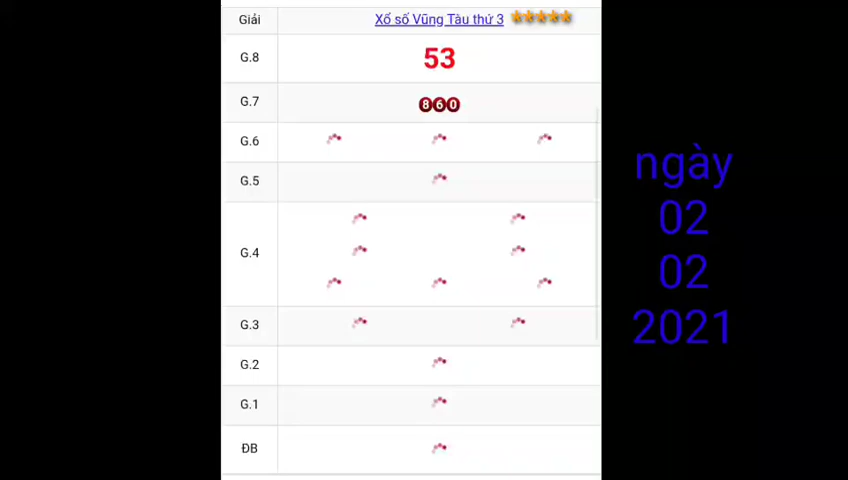 Giải Xổ số Vũng Tàu thứ 3
G.8 53
G.7 860
G.6
G.5
G.4
G.3
G.2
G.1
ĐB
ngày
02
02
2021